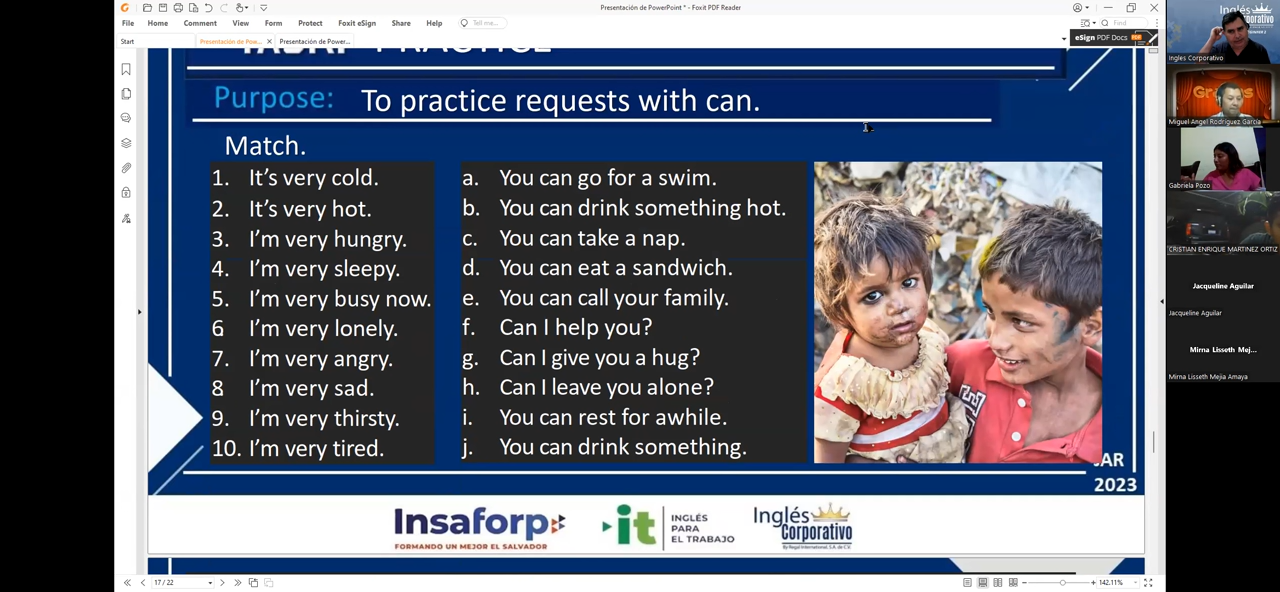 Presentación de PowerPoint * - Foxit PDF Reader
File Home Comment View Form Protect Foxit eSign Share Help Tell me... Find
Start Presentación de Pow... Presentación de Power... eSign PDF Docs
PRACTICE
Purpose: To practice requests with can.
Match.
1. It's very cold.
2. It's very hot.
3. I'm very hungry.
4. I'm very sleepy.
5. I'm very busy now.
6 I'm very lonely.
7. I'm very angry.
8 I'm very sad.
9. I'm very thirsty.
10. I'm very tired.
a. You can go for a swim.
b. You can drink something hot.
c. You can take a nap.
d. You can eat a sandwich.
e. You can call your family.
f. Can I help you?
g. Can I give you a hug?
h. Can I leave you alone?
i. You can rest for awhile.
j. You can drink something.
2023
Insaforp
FORMANDO UN MEJOR EL SALVADOR
it
INGLÉS
PARA
EL TRABAJO
Inglés
Corporativo
By Regal International, S.A. de C.V.
17 / 22
142.11%
Inglés
Corporativo
Ingles Corporativo
Miguel Angel Rodriguez Garcia
Gabriela Pozo
CRISTIAN ENRIQUE MARTINEZ ORTIZ
Jacqueline Aguilar
Jacqueline Aguilar
Mirna Lisseth Mej...
Mirna Lisseth Mejia Amaya